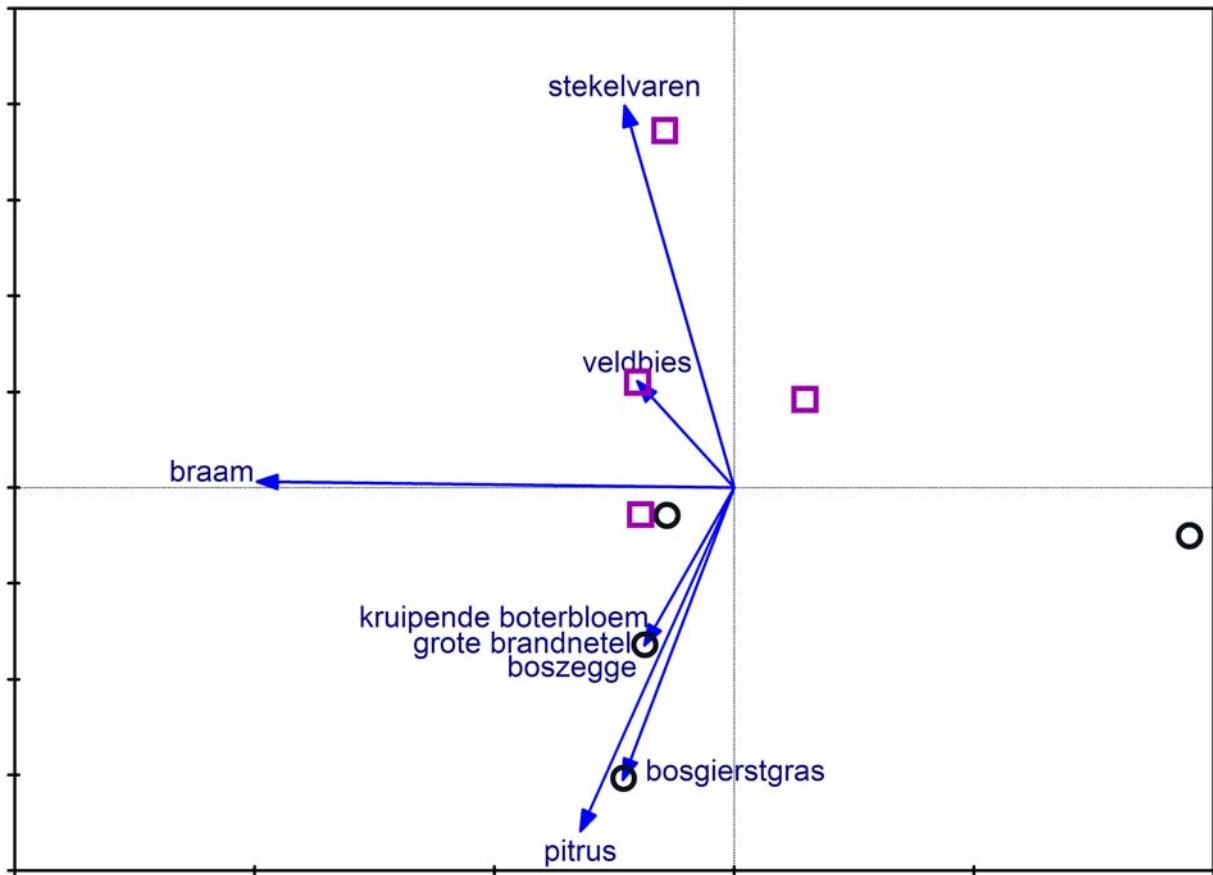 stekelvaren
veldbies
braam
kruipende boterbloem
grote brandnetel
boszegge
bosgierstgras
pitrus